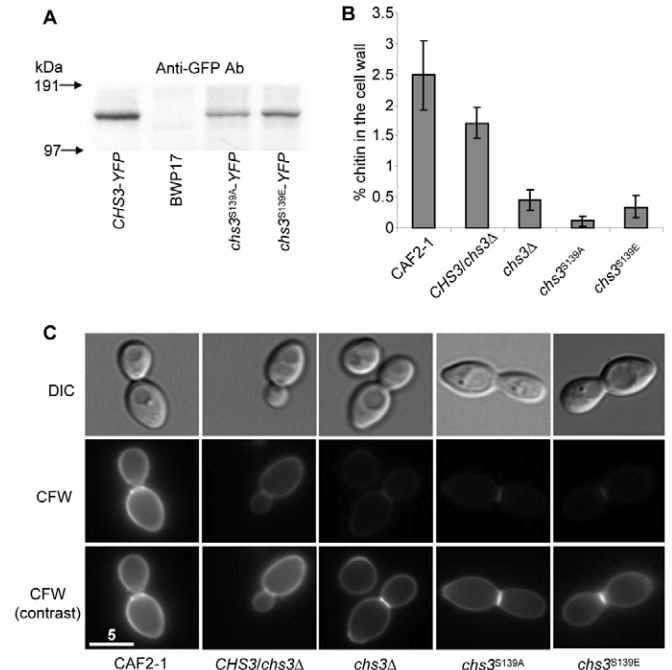 A
kDa
Anti-GFP Ab
191
97
CHS3-YFP
BWP17
chs3S139A-YFP
chs3S139E-YFP
B
% chitin in the cell wall
3.5
3
2.5
2
1.5
1
0.5
0
CAF2-1
CHS3/chs3Δ
chs3Δ
chs3S139A
chs3S139E
C
DIC
CFW
CFW
(contrast)
5
CAF2-1
CHS3/chs3Δ
chs3Δ
chs3S139A
chs3S139E